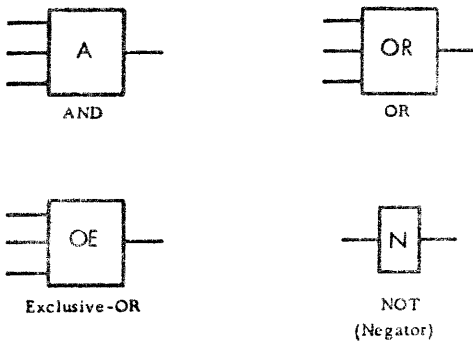 A
AND
OR
OR
OE
Exclusive-OR
N
NOT
(Negator)